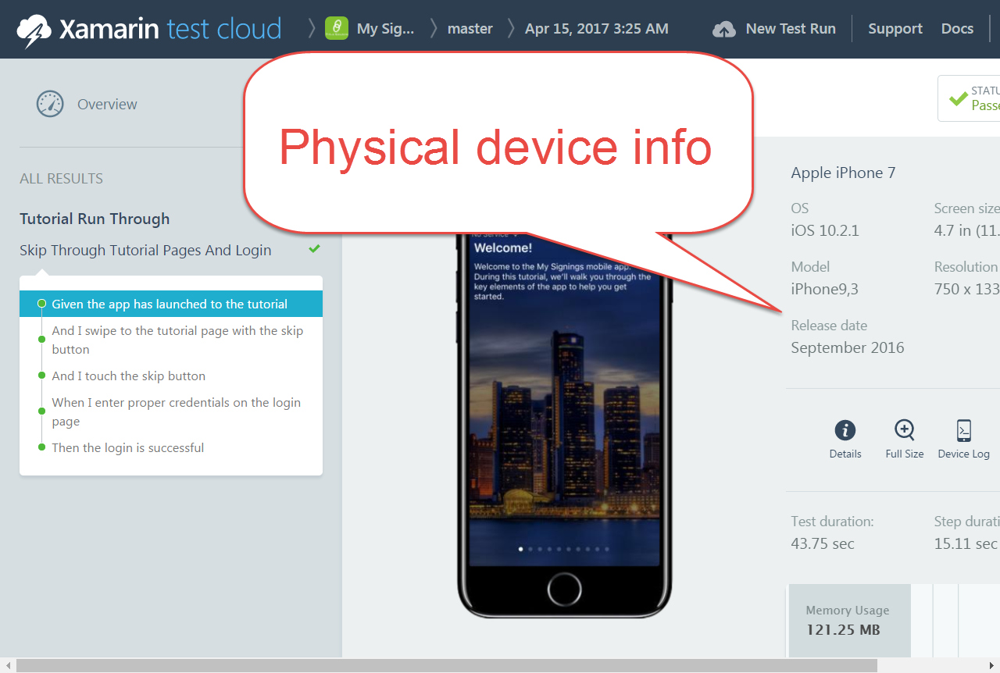 Xamarin test cloud
My Sig...
master
Apr 15, 2017 3:25 AM
New Test Run
Support
Docs
Overview
Physical device info
ALL RESULTS
Tutorial Run Through
Skip Through Tutorial Pages And Login
Given the app has launched to the tutorial
And I swipe to the tutorial page with the skip
button
And I touch the skip button
When I enter proper credentials on the login
page
Then the login is successful
No Service
Welcome!
Welcome to the My Signings mobile app.
During this tutorial, we'll walk you through the
key elements of the app to help you get
started.
Apple iPhone 7
OS
Screen size
iOS 10.2.1
4.7 in (11.
Model
Resolution
iPhone9,3
750 x 133
Release date
September 2016
Details
Full Size
Device Log
Test duration:
Step durati
43.75 sec
15.11 sec
Memory Usage
121.25 MB